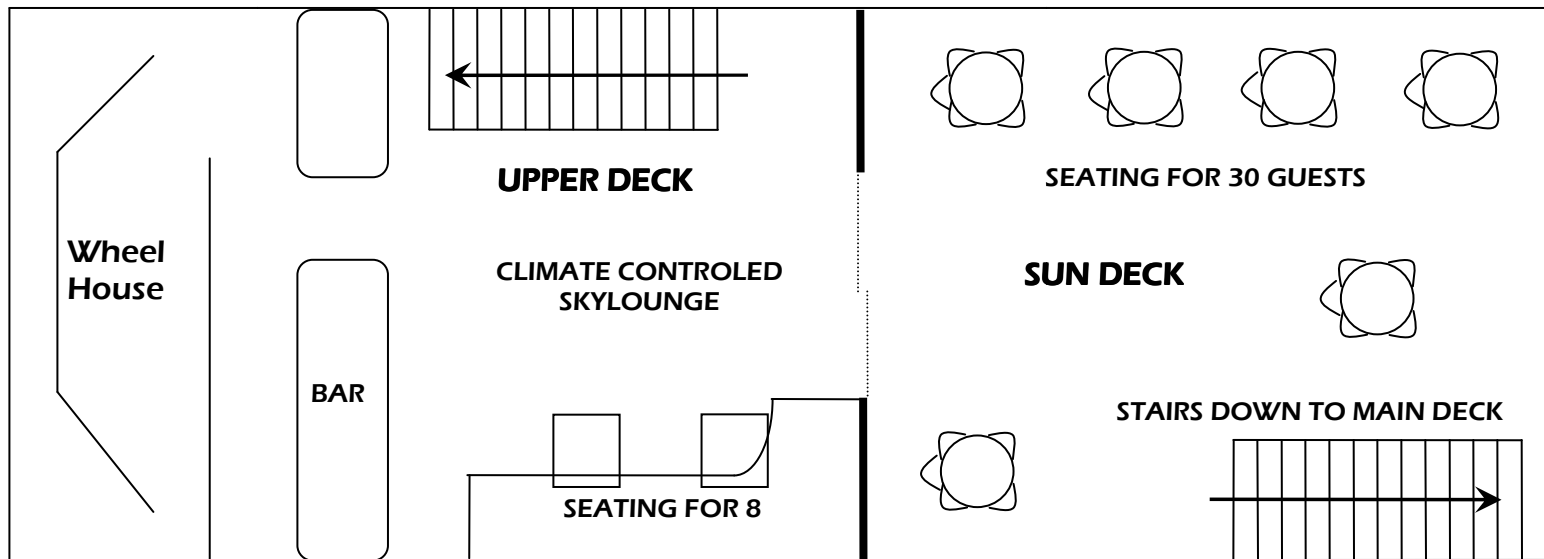 UPPER DECK
SEATING FOR 30 GUESTS
Wheel
House
CLIMATE CONTROLED
SKYLOUNGE
SUN DECK
BAR
STAIRS DOWN TO MAIN DECK
SEATING FOR 8